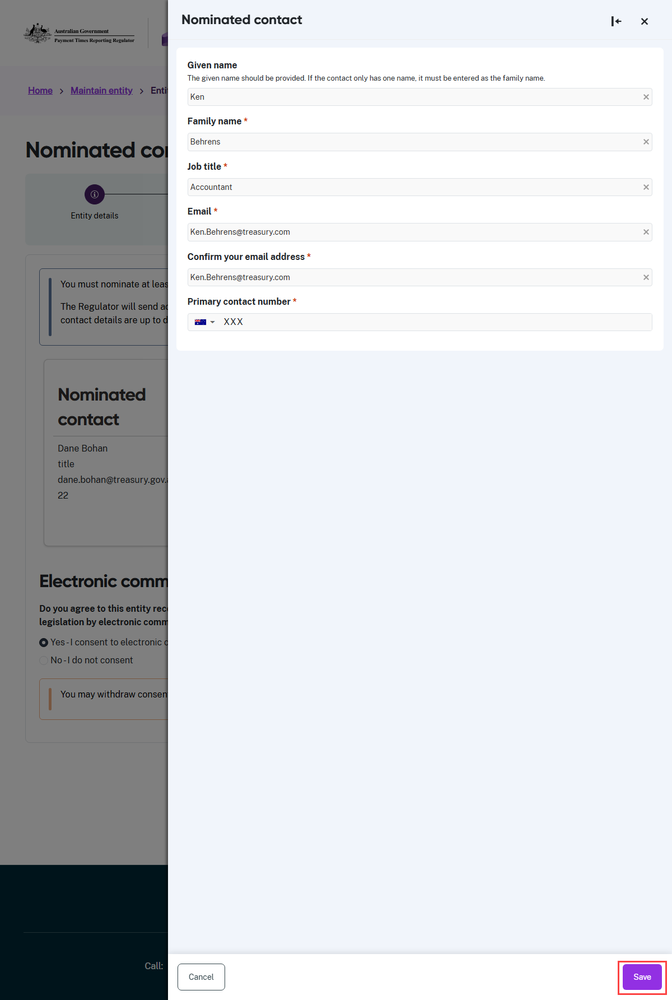 Australian Government
Payment Times Reporting Regulator
Home > Maintain entity > Enti
Nominated con
Entity details
You must nominate at leas
The Regulator will send ac
contact details are up to d
Nominated
contact
Dane Bohan
title
dane.bohan@treasury.gov.a
22
Electronic comm
Do you agree to this entity rec
legislation by electronic comm
Yes - I consent to electronic c
No - I do not consent
You may withdraw consen
Call:
Nominated contact
Given name
The given name should be provided. If the contact only has one name, it must be entered as the family name.
Ken
Family name *
Behrens
Job title *
Accountant
Email *
Ken.Behrens@treasury.com
Confirm your email address *
Ken.Behrens@treasury.com
Primary contact number *
XXX
Cancel
Save